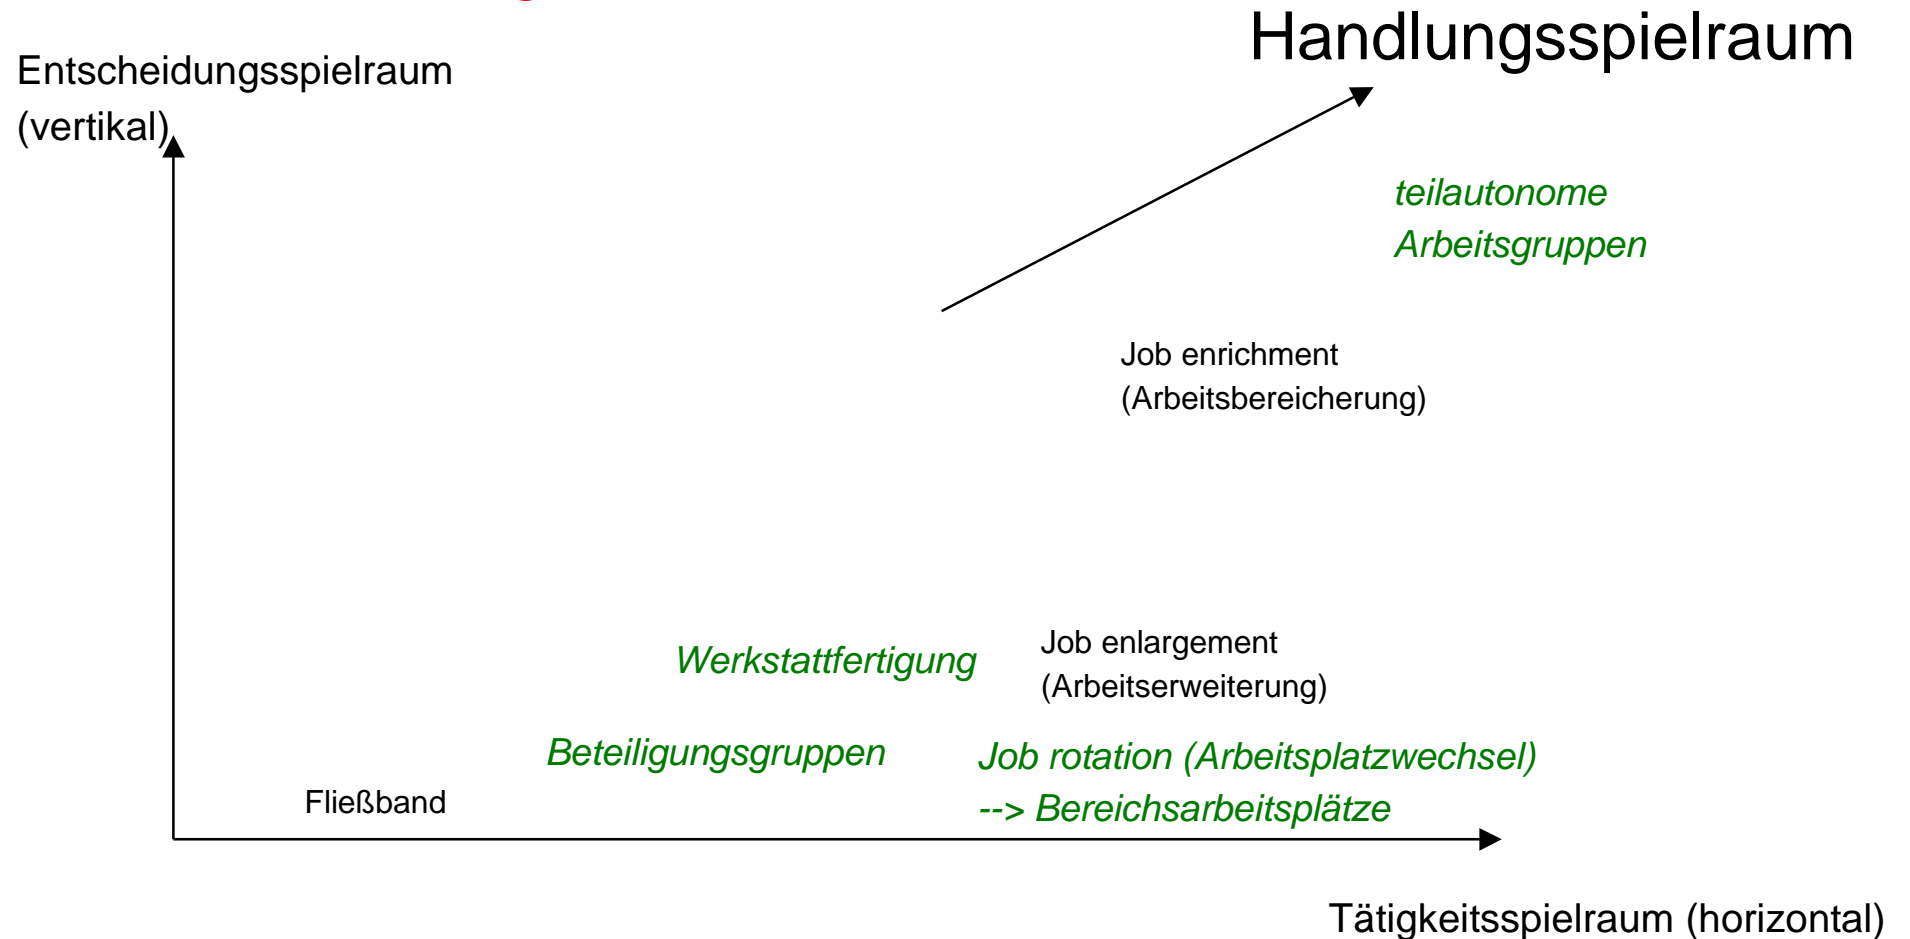 Handlungsspielraum
Entscheidungsspielraum
(vertikal)
teilautonome
Arbeitsgruppen
Job enrichment
(Arbeitsbereicherung)
Werkstattfertigung
Job enlargement
(Arbeitserweiterung)
Beteiligungsgruppen
Job rotation (Arbeitsplatzwechsel)
--> Bereichsarbeitsplätze
Fließband
Tätigkeitsspielraum (horizontal)